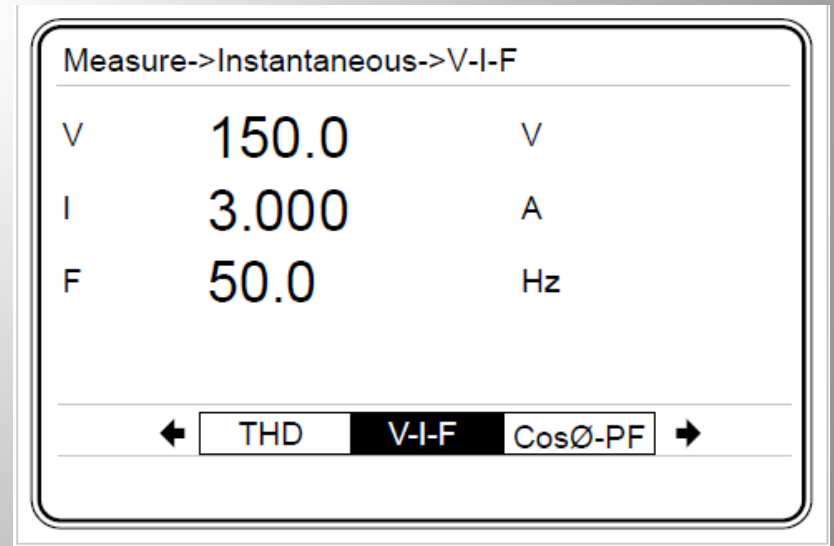 Measure->Instantaneous->V-I-F
V 150.0 V
I 3.000 A
F 50.0 Hz
THD V-I-F CosØ-PF